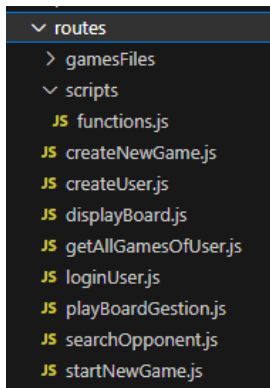 routes
gamesFiles
scripts
JS functions.js
JS createNewGame.js
JS createUser.js
JS displayBoard.js
JS getAllGamesOfUser.js
JS loginUser.js
JS playBoardGestion.js
JS searchOpponent.js
JS startNewGame.js